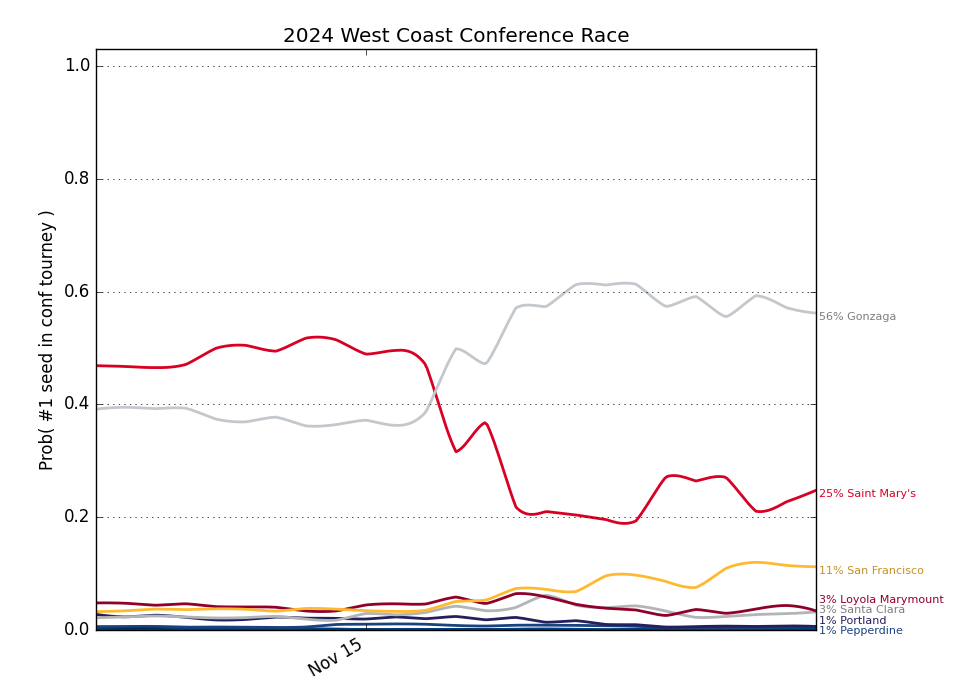 2024 West Coast Conference Race
Prob( #1 seed in conf tourney )
1.0
0.8
0.6
0.4
0.2
0.0
Nov 15
56% Gonzaga
25% Saint Mary's
11% San Francisco
3% Loyola Marymount
3% Santa Clara
1% Portland
1% Pepperdine